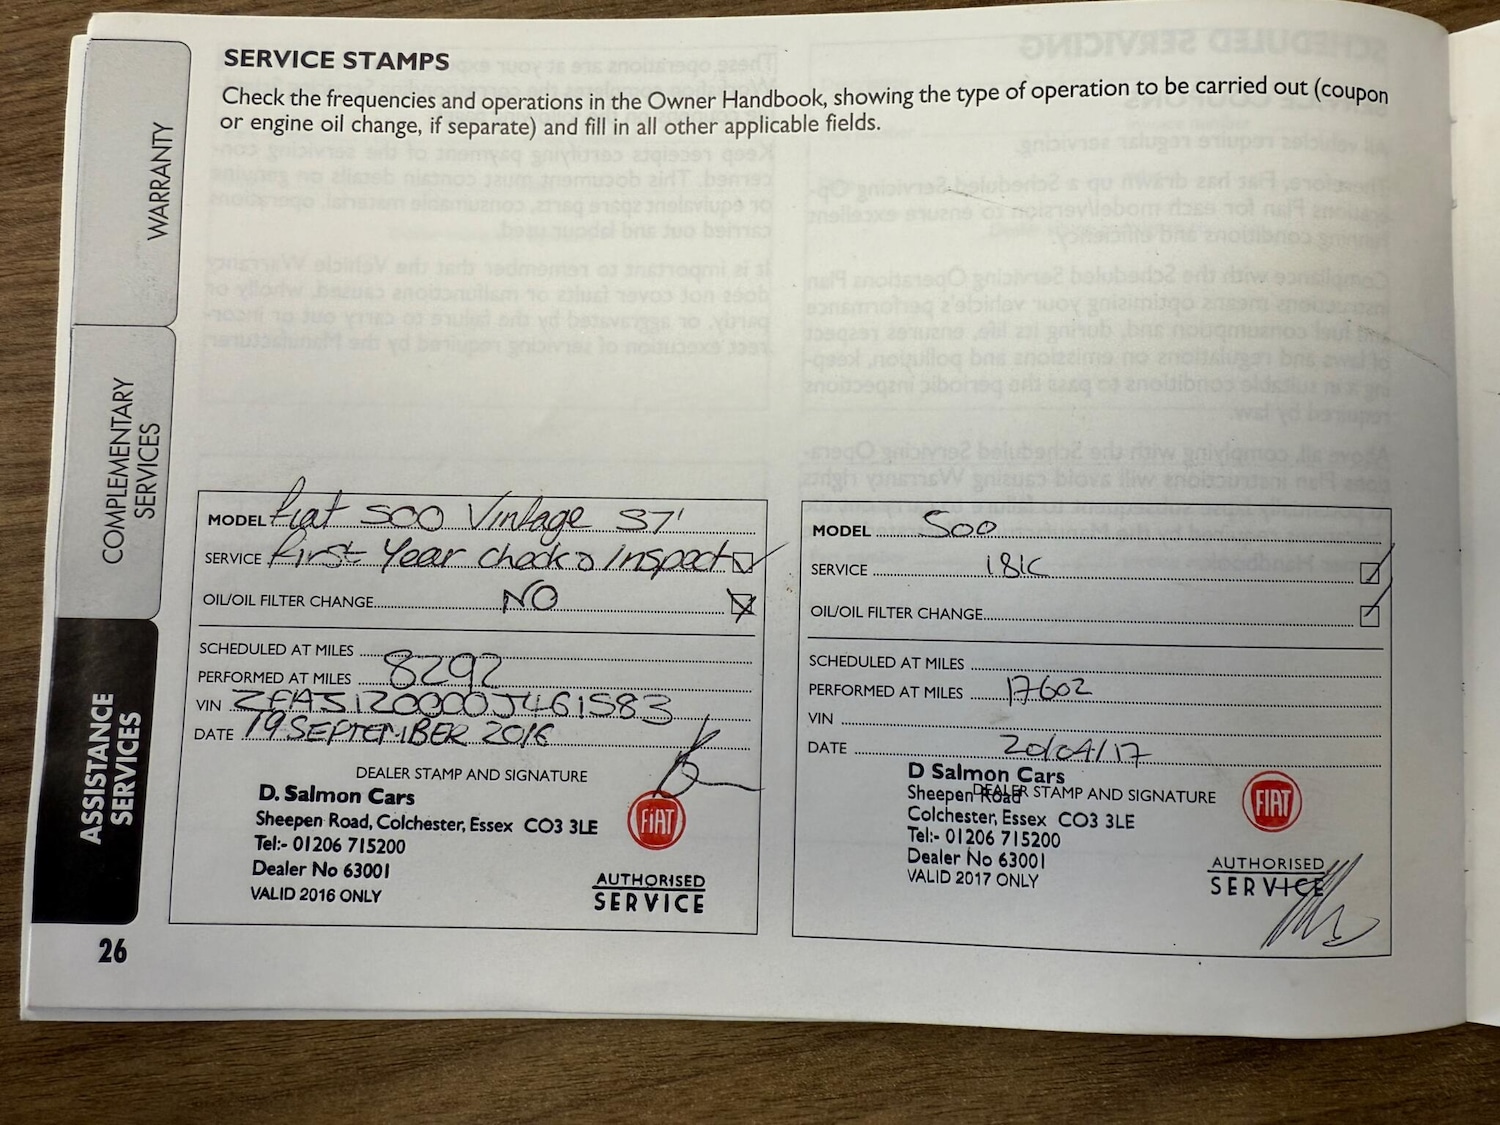 SERVICE STAMPS
Check the frequencies and operations in the Owner Handbook, showing the type of operation to be carried out (coupon
or engine oil change, if separate) and fill in all other applicable fields.
WARRANTY
COMPLEMENTARY
SERVICES
ASSISTANCE
SERVICES
26
MODEL Fiat 500 Vintage 57'
SERVICE First Year check & Inspect
OIL/OIL FILTER CHANGE NO
SCHEDULED AT MILES
PERFORMED AT MILES 8292
VIN ZFA3120000J461583
DATE 19 SEPTEMBER 2016
DEALER STAMP AND SIGNATURE
D. Salmon Cars
Sheepen Road, Colchester, Essex CO3 3LE
Tel:- 01206 715200
Dealer No 63001
VALID 2016 ONLY
FIAT
AUTHORISED
SERVICE
MODEL 500
SERVICE 18K
OIL/OIL FILTER CHANGE
SCHEDULED AT MILES
PERFORMED AT MILES 17602
VIN
DATE 20/04/17
DEALER STAMP AND SIGNATURE
D Salmon Cars
Sheepen Road
Colchester, Essex CO3 3LE
Tel:- 01206 715200
Dealer No 63001
VALID 2017 ONLY
FIAT
AUTHORISED
SERVICE